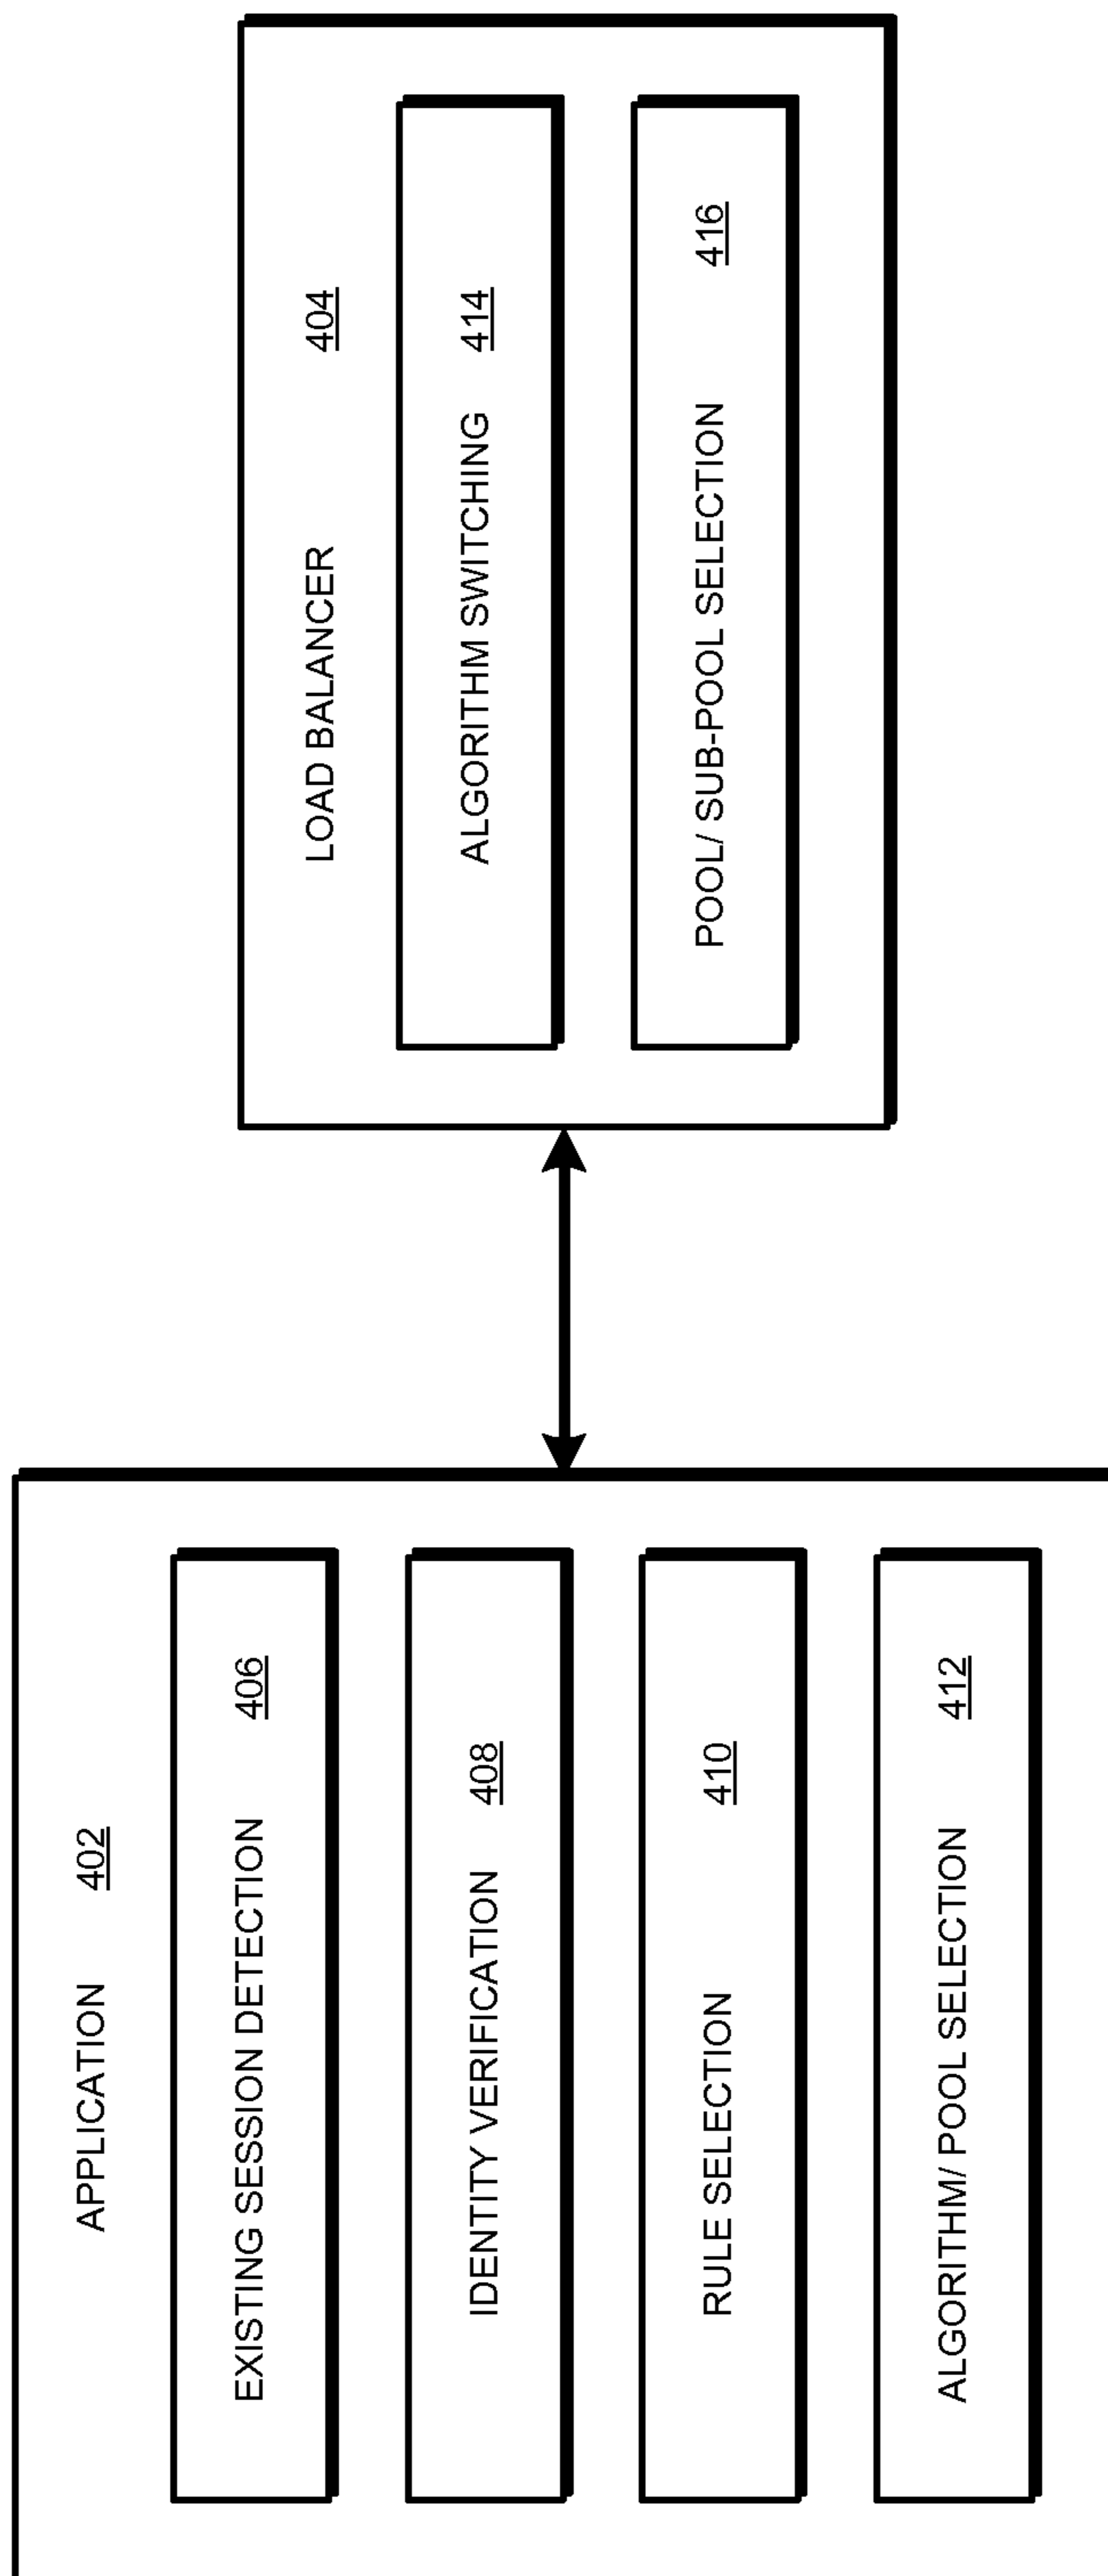 APPLICATION 402
EXISTING SESSION DETECTION 406
IDENTITY VERIFICATION 408
RULE SELECTION 410
ALGORITHM/ POOL SELECTION 412
LOAD BALANCER 404
ALGORITHM SWITCHING 414
POOL/ SUB-POOL SELECTION 416